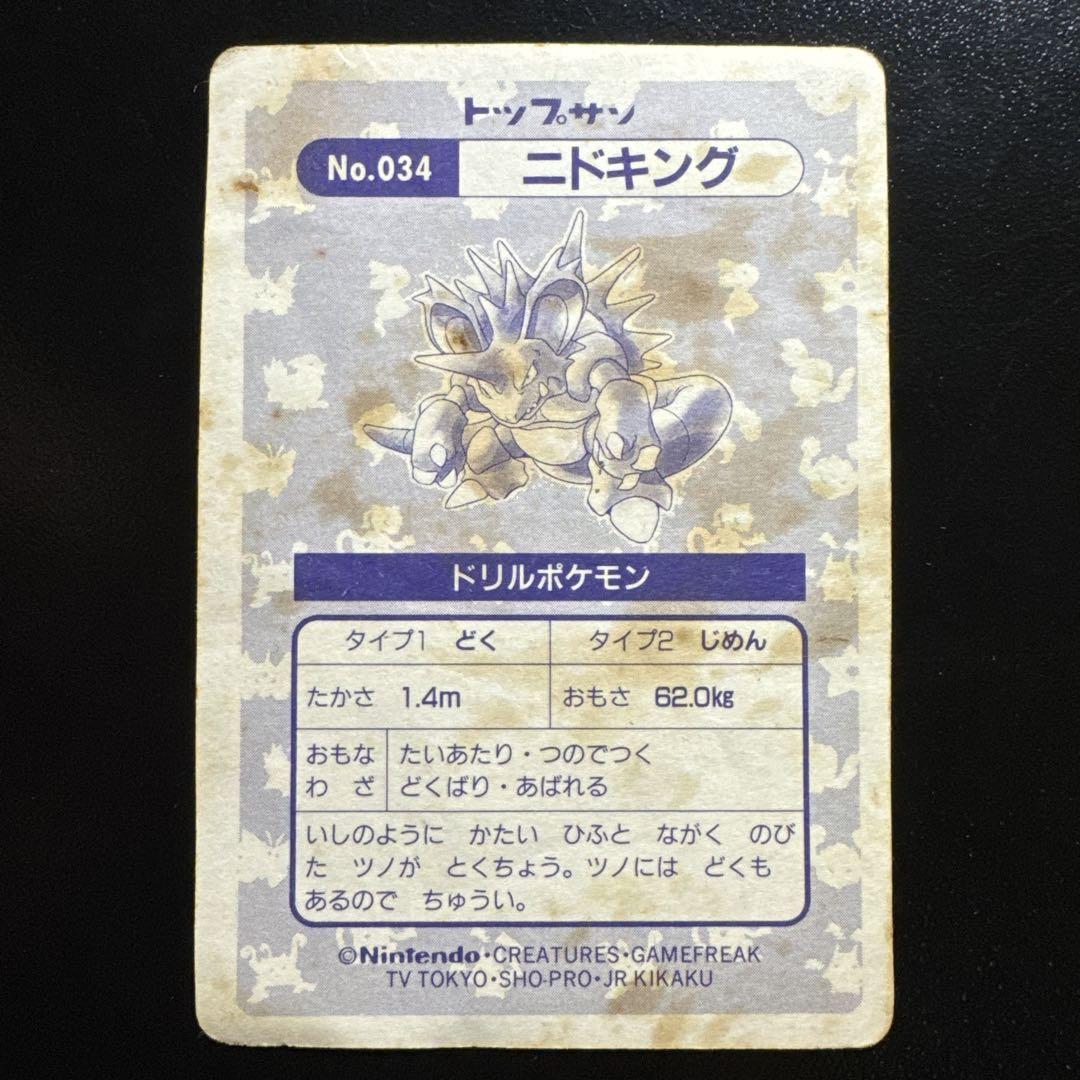 トップサン
No.034 ニドキング
ドリルポケモン
タイプ1 どく タイプ2 じめん
たかさ 1.4m おもさ 62.0kg
おもな たいあたり・つのでつく
わ ざ どくばり・あばれる
いしのように かたい ひふと ながく のび
た ツノが とくちょう。ツノには どくも
あるので ちゅうい。
©Nintendo・CREATURES・GAMEFREAK
TV TOKYO・SHO-PRO・JR KIKAKU